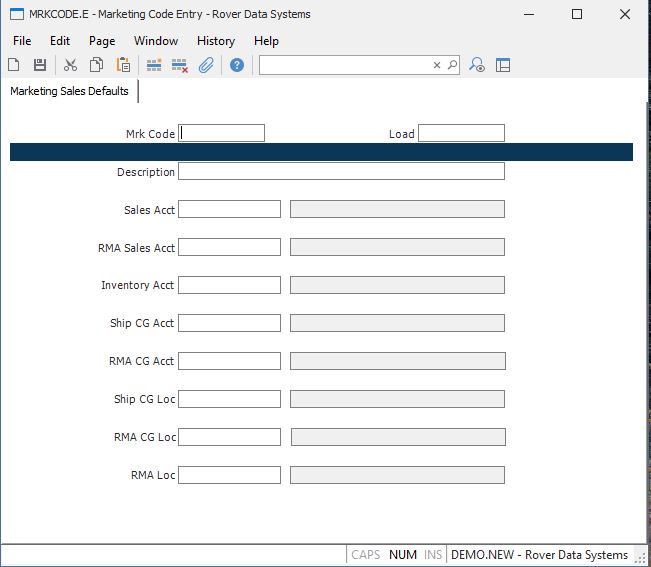 MRKCODE.E - Marketing Code Entry - Rover Data Systems
File Edit Page Window History Help
Marketing Sales Defaults
Mrk Code Load
Description
Sales Acct
RMA Sales Acct
Inventory Acct
Ship CG Acct
RMA CG Acct
Ship CG Loc
RMA CG Loc
RMA Loc
CAPS NUM INS DEMO.NEW - Rover Data Systems